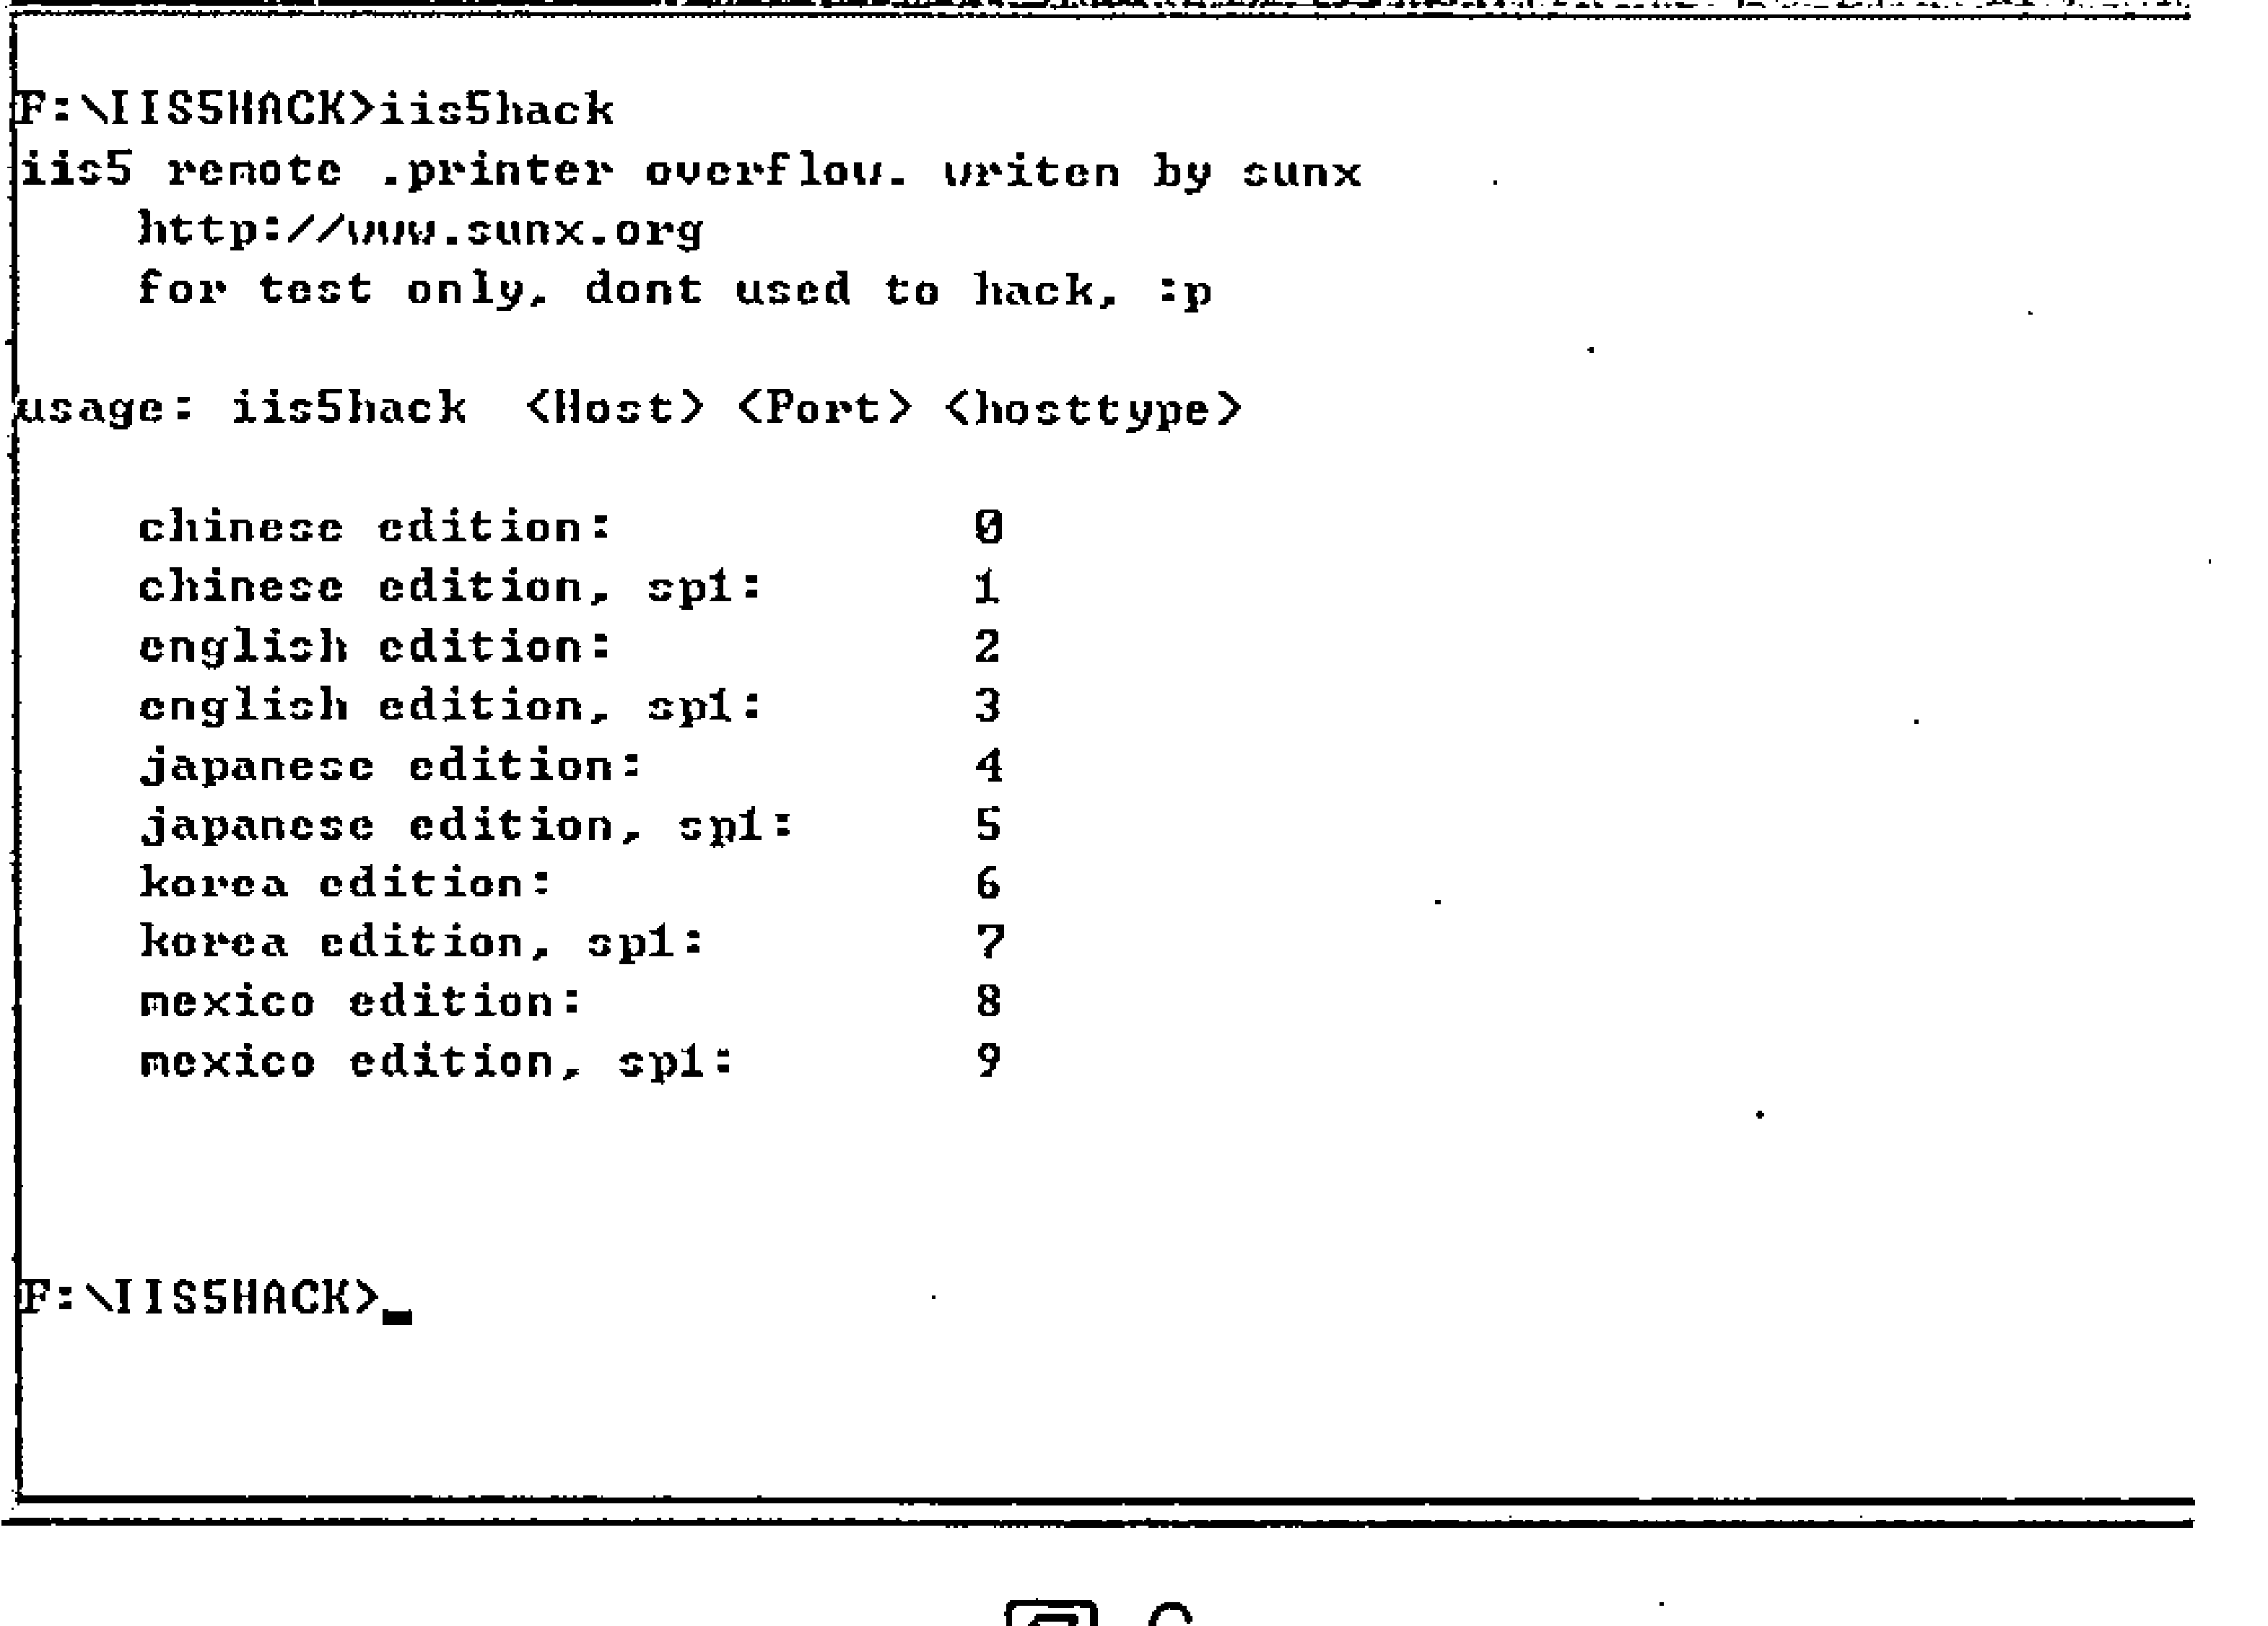 F:\IIS5HACK>iis5hack
iis5 remote .printer overflow. writen by sunx
http://www.sunx.org
for test only, dont used to hack, :p
usage: iis5hack <Host> <Port> <hosttype>
chinese edition: 0
chinese edition, sp1: 1
english edition: 2
english edition, sp1: 3
japanese edition: 4
japanese edition, sp1: 5
korea edition: 6
korea edition, sp1: 7
mexico edition: 8
mexico edition, sp1: 9
F:\IIS5HACK>_